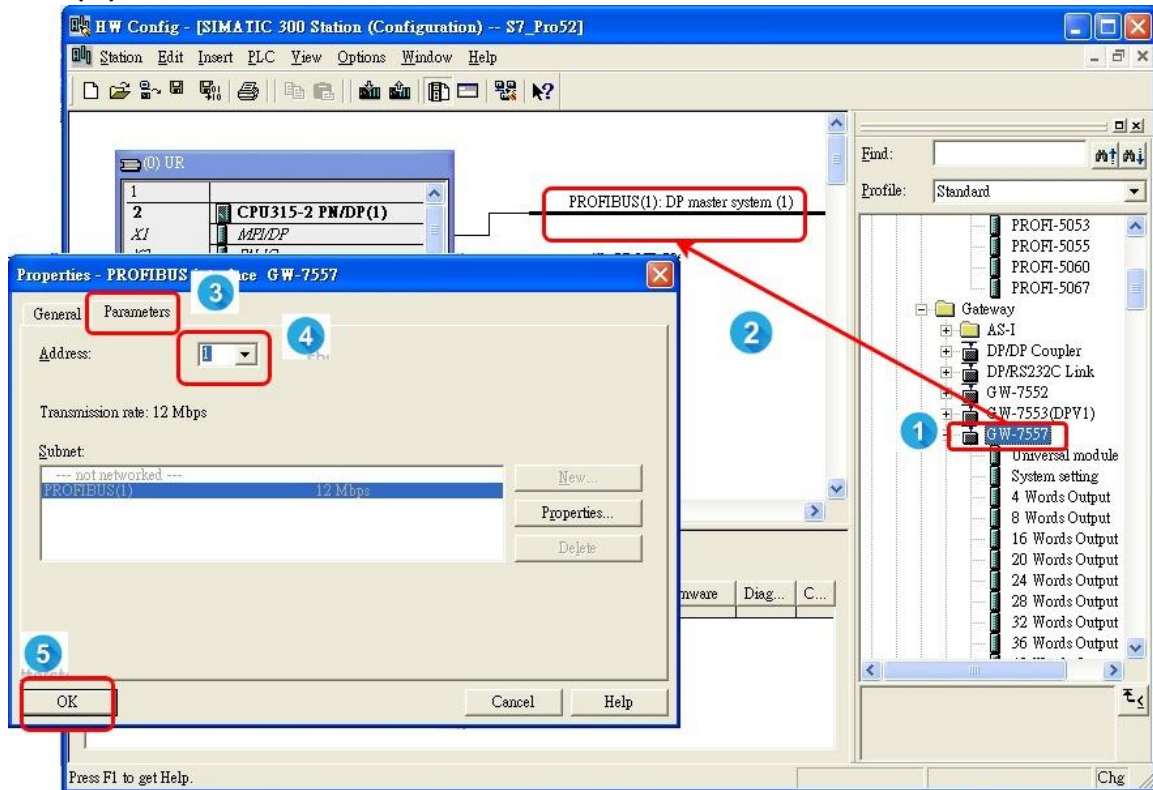 HW Config - [SIMATIC 300 Station (Configuration) -- S7_Pro52]
Station Edit Insert PLC View Options Window Help
(0) UR
1
2 CPU315-2 PN/DP(1)
X1 MPI/DP
PROFIBUS(1): DP master system (1)
Find:
Profile: Standard
PROFI-5053
PROFI-5055
PROFI-5060
PROFI-5067
Gateway
AS-I
DP/DP Coupler
DP/RS232C Link
GW-7552
GW-7553(DPV1)
1
GW-7557
Universal module
System setting
4 Words Output
8 Words Output
16 Words Output
20 Words Output
24 Words Output
28 Words Output
32 Words Output
36 Words Output
2
Properties - PROFIBUS GW-7557
3
General Parameters
4
Address: 1
Transmission rate: 12 Mbps
Subnet:
--- not networked ---
PROFIBUS(1) 12 Mbps
New...
Properties...
Delete
5
OK Cancel Help
mware Diag... C...
Press F1 to get Help.
Chg